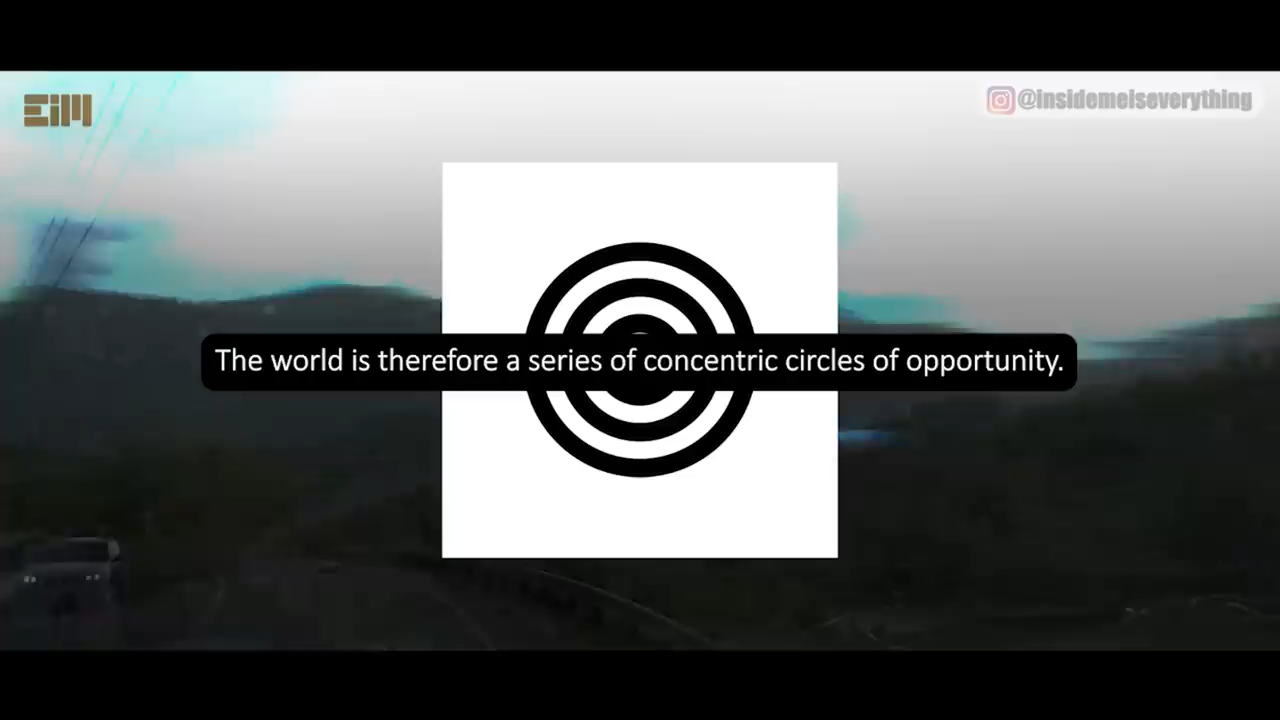 EiM
@insidemeiseverything
The world is therefore a series of concentric circles of opportunity.